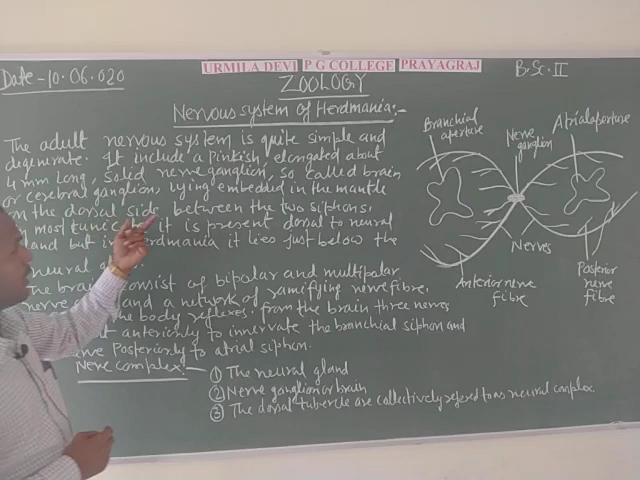 Date-10.06.020
URMILA DEVI P G COLLEGE PRAYAGRAJ
B.Sc.II
ZOOLOGY
Nervous system of Herdmania:-
The adult nervous system is quite simple and
degenerate. It include a Pinkish, elongated about
4mm Long, Solid nerve ganglion, so called brain
or cerebral ganglion, lying embedded in the mantle
on the dorsal side between the two siphons.
most tunic it is present dorsal to neural
land but in Herdmania it lies just below the
neural
The brain consist of bipolar and multipolar
nerve and a network of ramifying nerve fibre.
the body reflexes. From the brain three nerves
anteriorly to innervate the branchial siphon and
Posteriorly to atrial siphon.
Nerve complex:-
① The neural gland
② Nerve ganglion or brain
③ The dorsal tubercle are collectively refered to as neural complex
Branchial
aperture
Nerve
ganglion
Atrial aperture
Nerves
Anterior nerve
fibre
Posterior
nerve
fibre